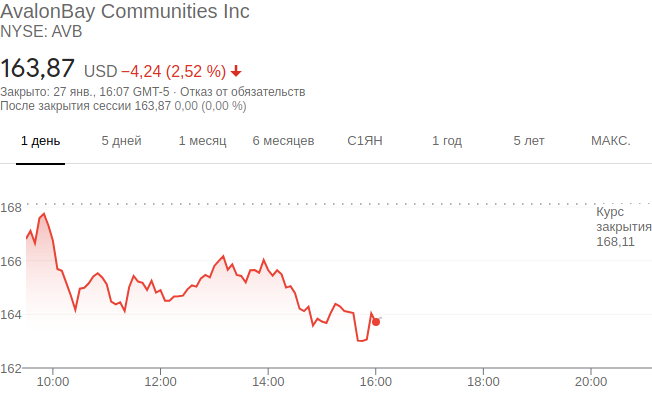 AvalonBay Communities Inc
NYSE: AVB
163,87 USD −4,24 (2,52 %)
Закрыто: 27 янв., 16:07 GMT-5 · Отказ от обязательств
После закрытия сессии 163,87 0,00 (0,00 %)
1 день 5 дней 1 месяц 6 месяцев С1ЯН 1 год 5 лет МАКС.
168
Курс
закрытия
168,11
166
164
162
10:00 12:00 14:00 16:00 18:00 20:00